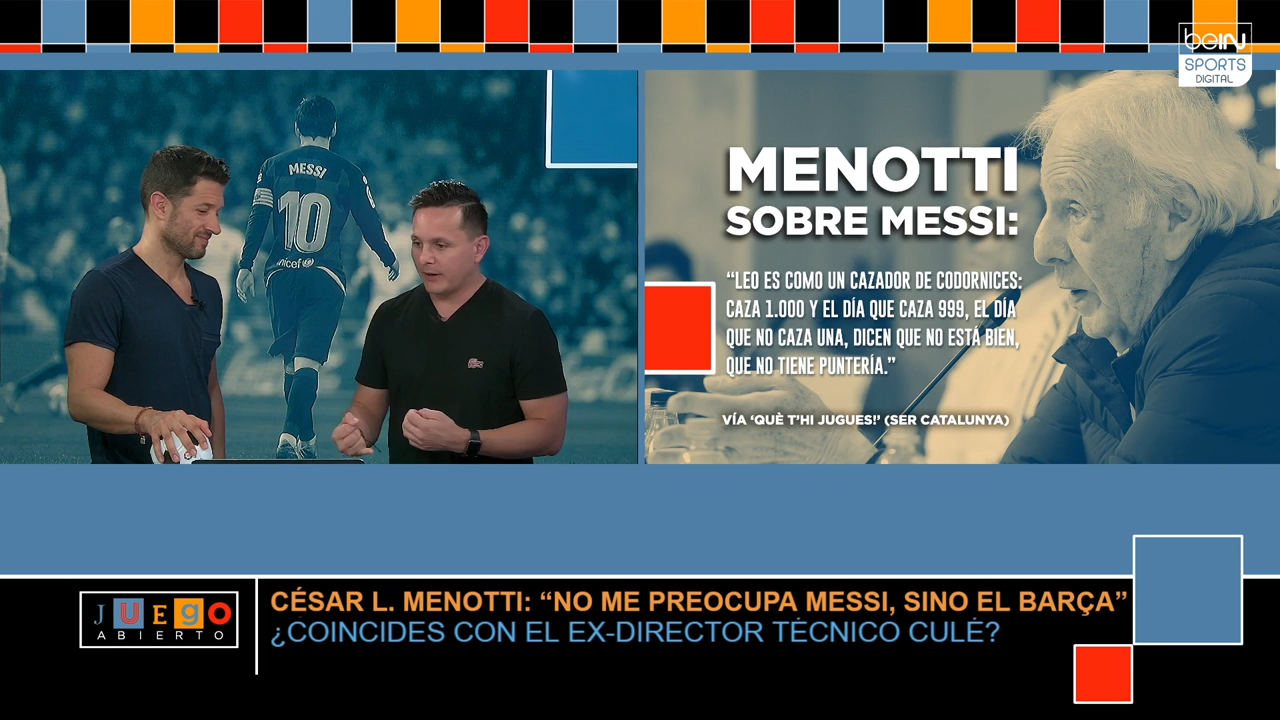 beIN
SPORTS
DIGITAL
MESSI
10
unicef
MENOTTI
SOBRE MESSI:
“LEO ES COMO UN CAZADOR DE CODORNICES:
CAZA 1.000 Y EL DÍA QUE CAZA 999, EL DÍA
QUE NO CAZA UNA, DICEN QUE NO ESTÁ BIEN,
QUE NO TIENE PUNTERÍA.”
VÍA ‘QUÈ T’HI JUGUES!’ (SER CATALUNYA)
JUEgO
ABIERTO
CÉSAR L. MENOTTI: “NO ME PREOCUPA MESSI, SINO EL BARÇA”
¿COINCIDES CON EL EX-DIRECTOR TÉCNICO CULÉ?